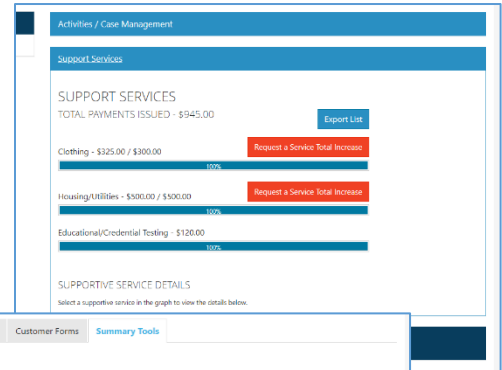 Activities / Case Management
Support Services
SUPPORT SERVICES
TOTAL PAYMENTS ISSUED - $945.00
Export List
Request a Service Total Increase
Clothing - $325.00 / $300.00
100%
Request a Service Total Increase
Housing/Utilities - $500.00 / $500.00
100%
Educational/Credential Testing - $120.00
100%
SUPPORTIVE SERVICE DETAILS
Select a supportive service in the graph to view the details below.
Customer Forms Summary Tools